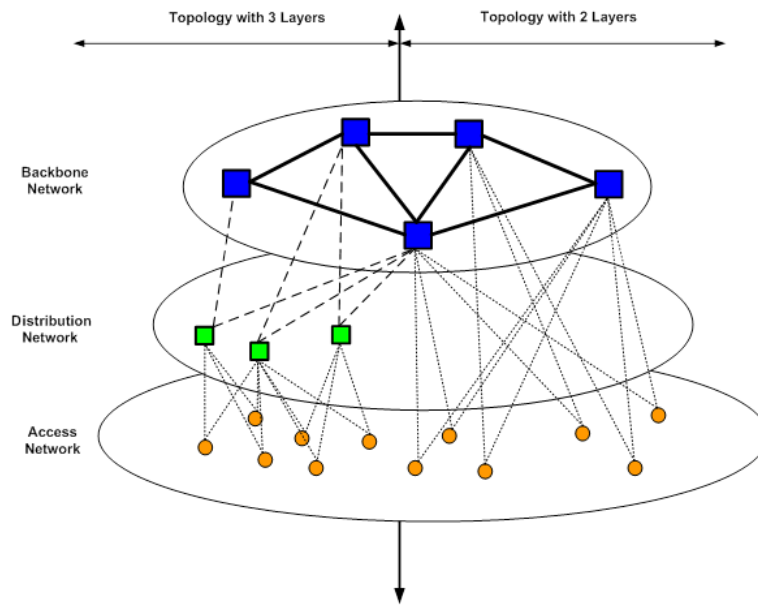 Topology with 3 Layers
Topology with 2 Layers
Backbone
Network
Distribution
Network
Access
Network